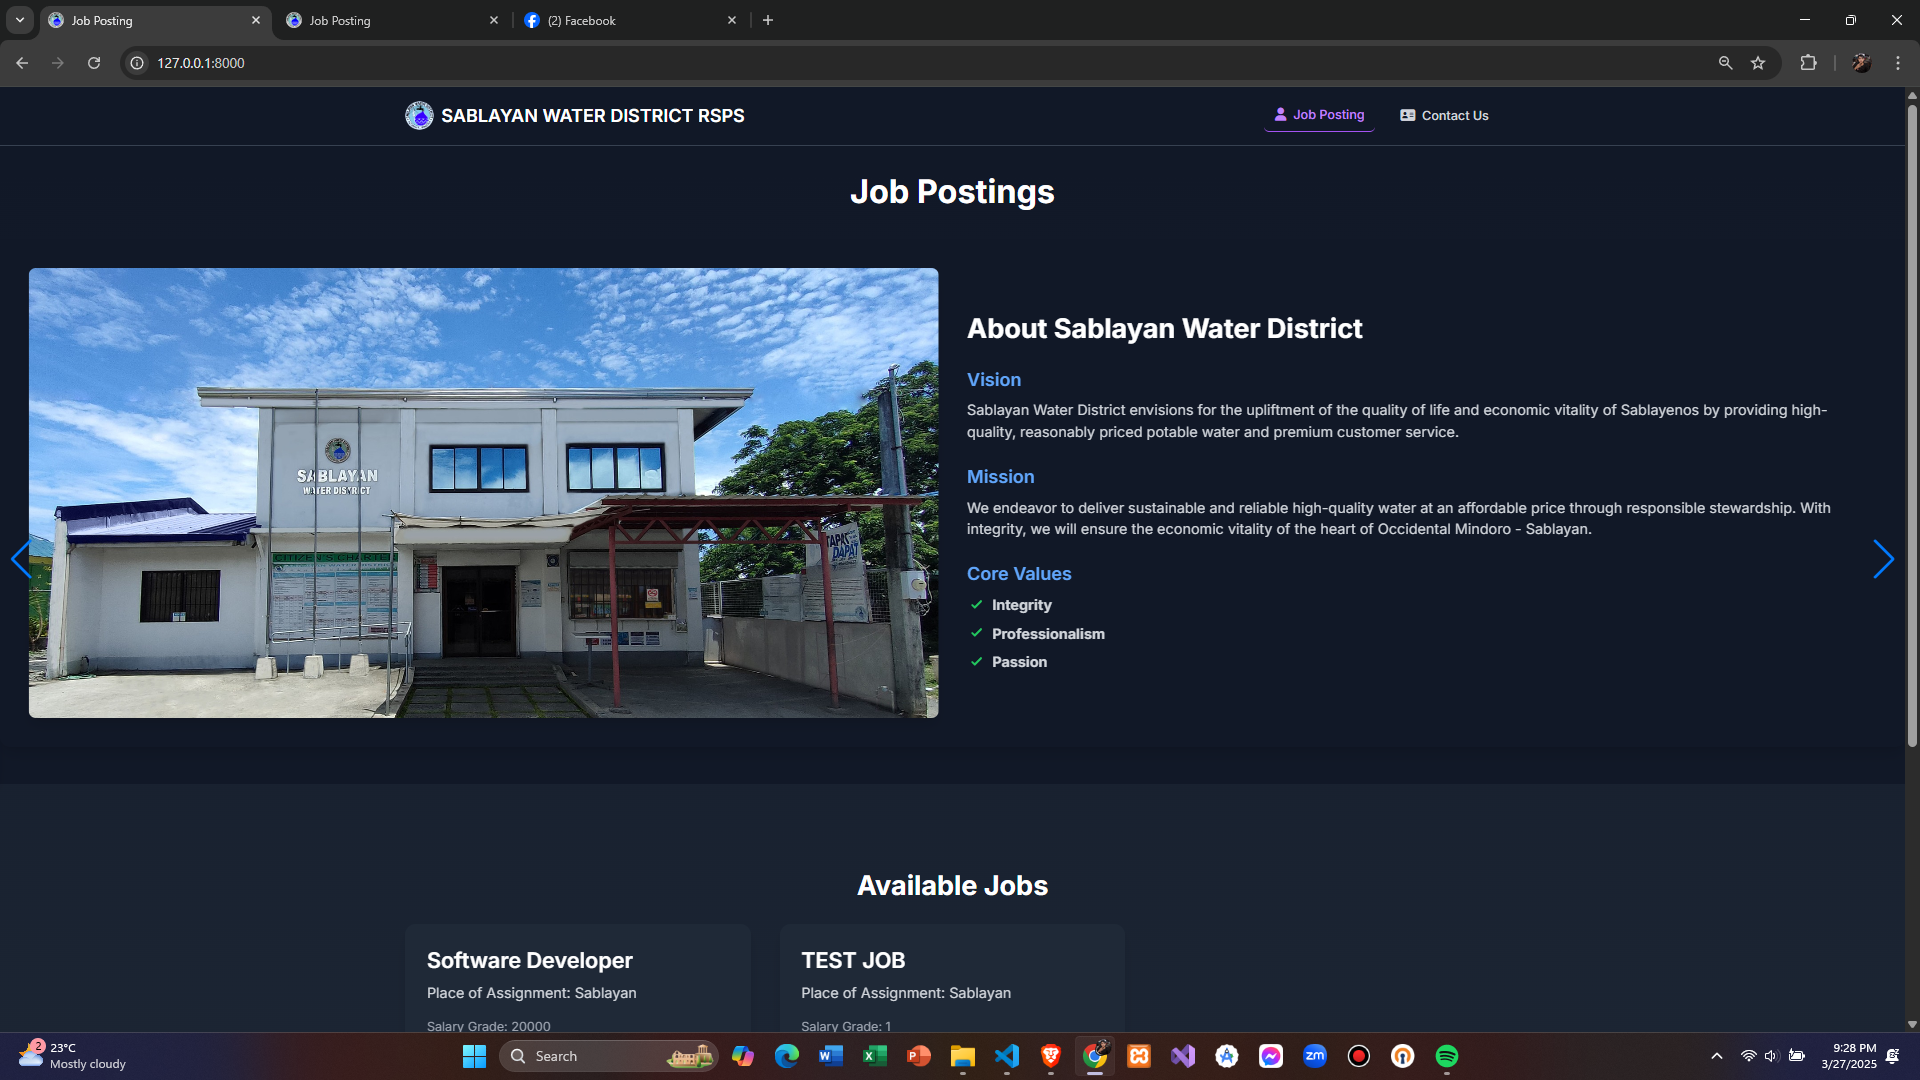 Job Posting
Job Posting
(2) Facebook
127.0.0.1:8000
SABLAYAN WATER DISTRICT RSPS
Job Posting
Contact Us
Job Postings
SABLAYAN
WATER DISTRICT
CITIZEN'S CHARTER
TAPAT
DAPAT
About Sablayan Water District
Vision
Sablayan Water District envisions for the upliftment of the quality of life and economic vitality of Sablayenos by providing high-
quality, reasonably priced potable water and premium customer service.
Mission
We endeavor to deliver sustainable and reliable high-quality water at an affordable price through responsible stewardship. With
integrity, we will ensure the economic vitality of the heart of Occidental Mindoro - Sablayan.
Core Values
Integrity
Professionalism
Passion
Available Jobs
Software Developer
Place of Assignment: Sablayan
Salary Grade: 20000
TEST JOB
Place of Assignment: Sablayan
Salary Grade: 1
2
23°C
Mostly cloudy
Search
zm
9:28 PM
3/27/2025